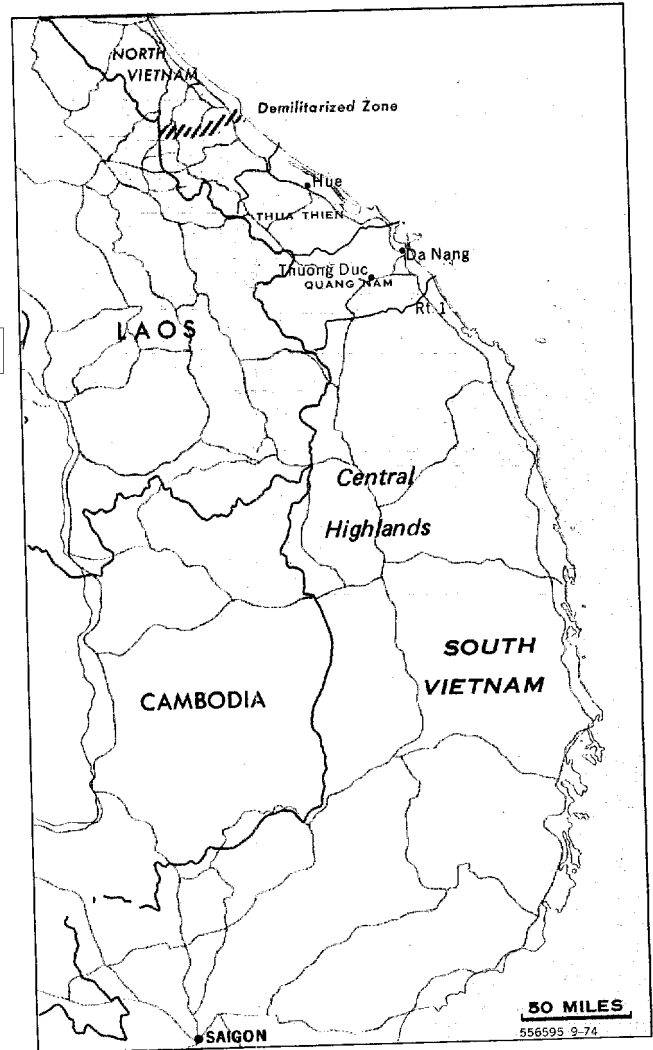 NORTH
VIETNAM
Demilitarized Zone
Hue
THUA THIEN
Da Nang
Thuong Duc
QUANG NAM
Rt. 1
LAOS
Central
Highlands
SOUTH
VIETNAM
CAMBODIA
50 MILES
556595 9-74
SAIGON